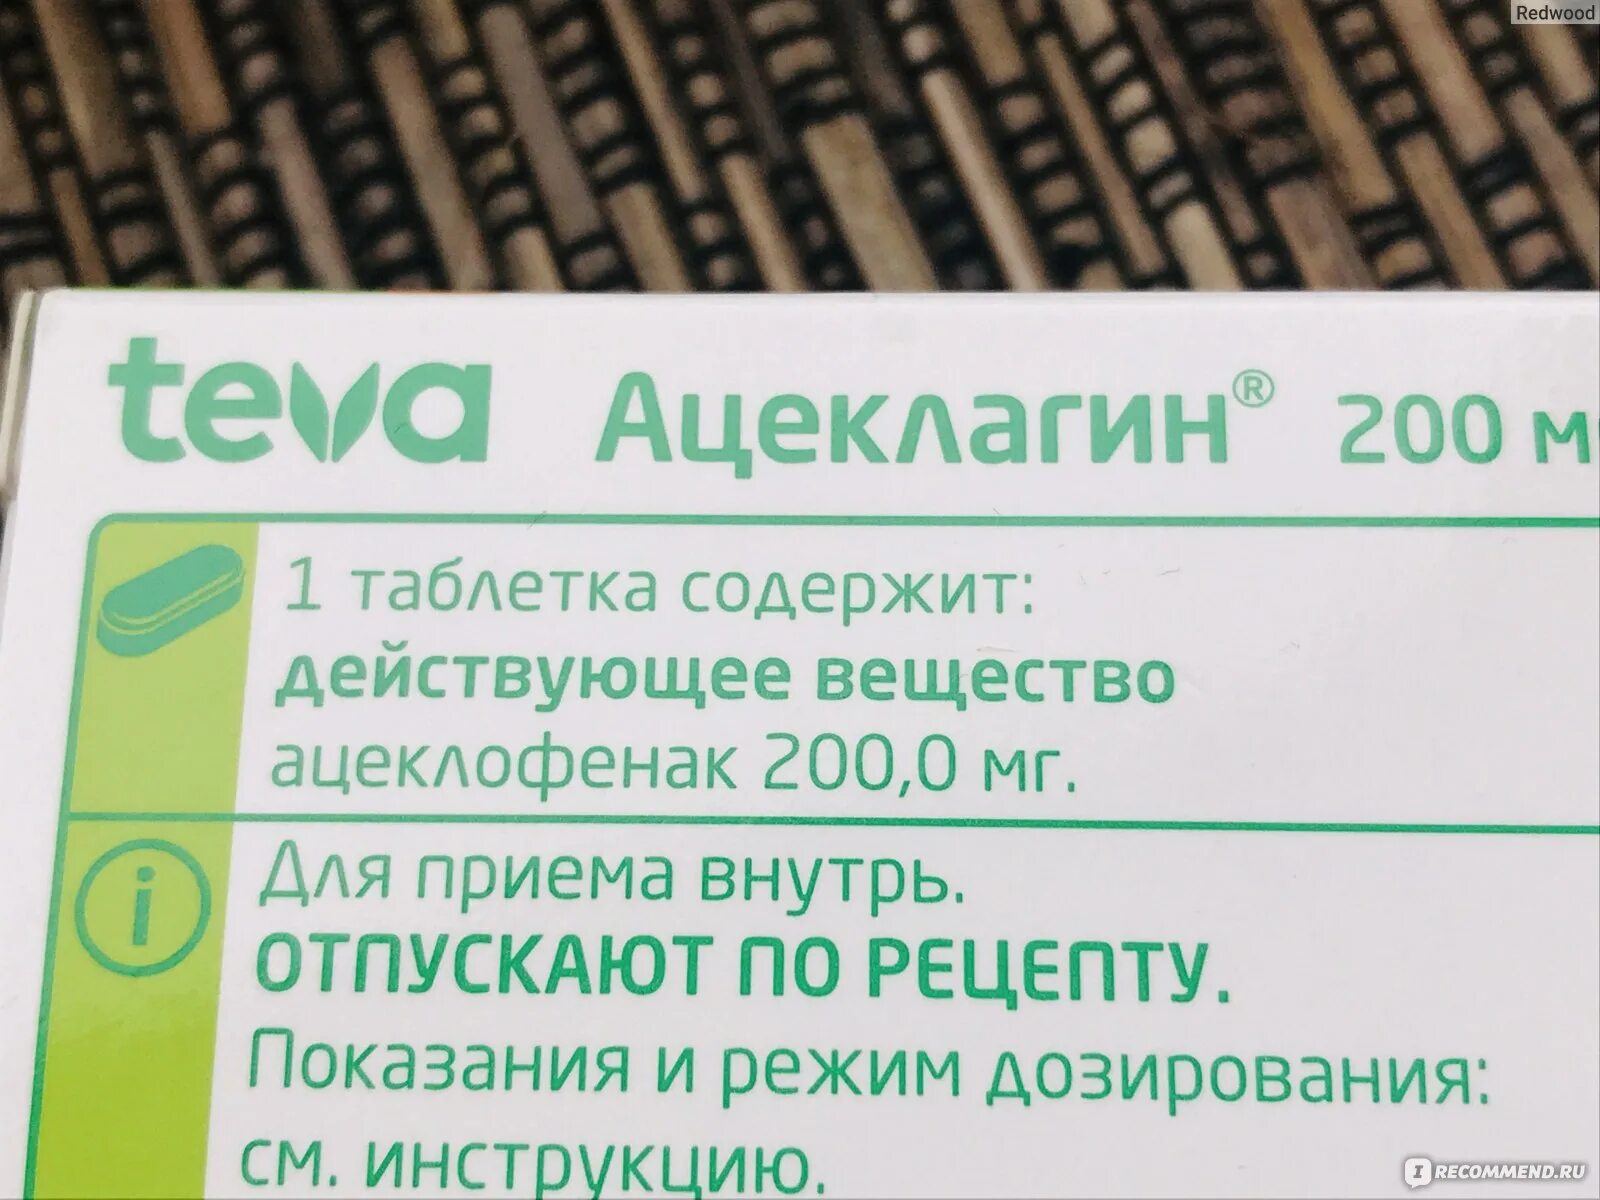 Redwood
teva Ацеклагин® 200 м
1 таблетка содержит:
действующее вещество
ацеклофенак 200,0 мг.
i Для приема внутрь.
ОТПУСКАЮТ ПО РЕЦЕПТУ.
Показания и режим дозирования:
см. инструкцию.
I RECOMMEND.RU